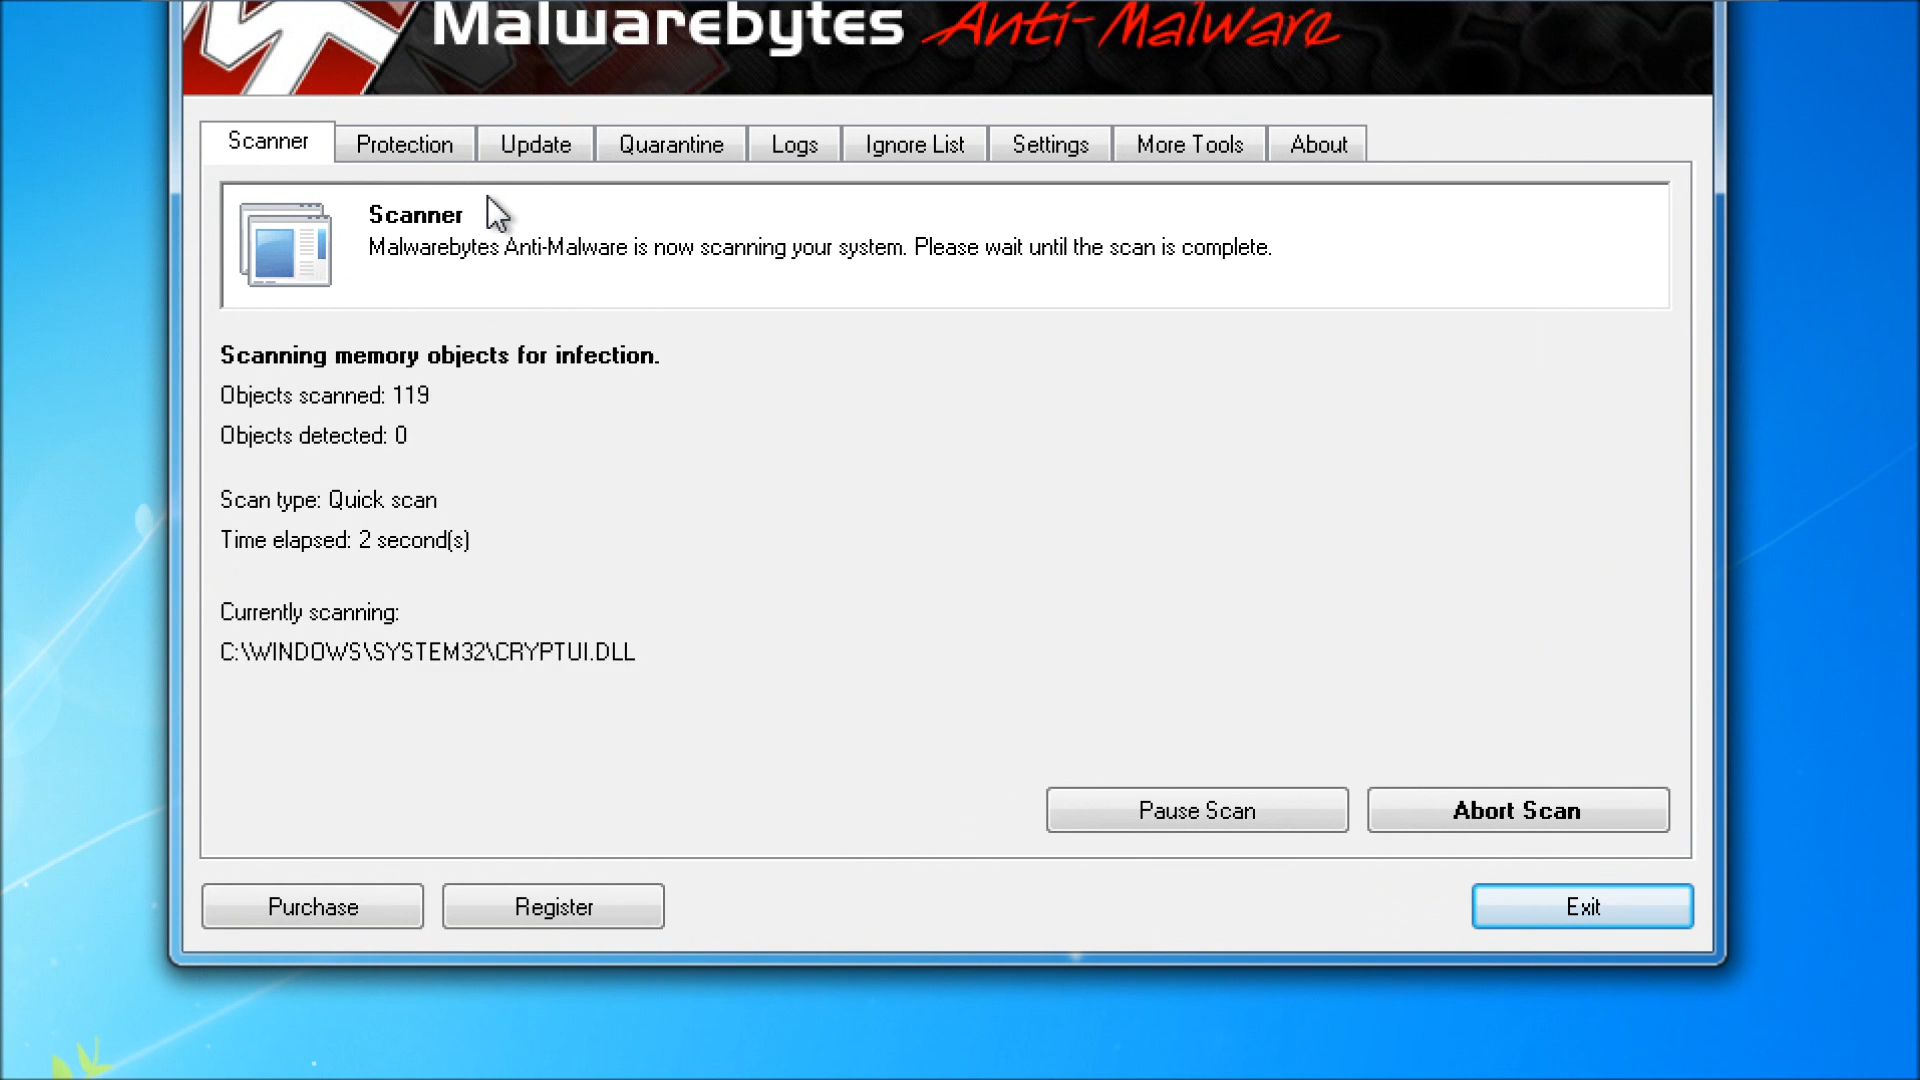 Malwarebytes Anti-Malware
Scanner Protection Update Quarantine Logs Ignore List Settings More Tools About
Scanner
Malwarebytes Anti-Malware is now scanning your system. Please wait until the scan is complete.
Scanning memory objects for infection.
Objects scanned: 119
Objects detected: 0
Scan type: Quick scan
Time elapsed: 2 second(s)
Currently scanning:
C:\WINDOWS\SYSTEM32\CRYPTUI.DLL
Pause Scan Abort Scan
Purchase Register Exit